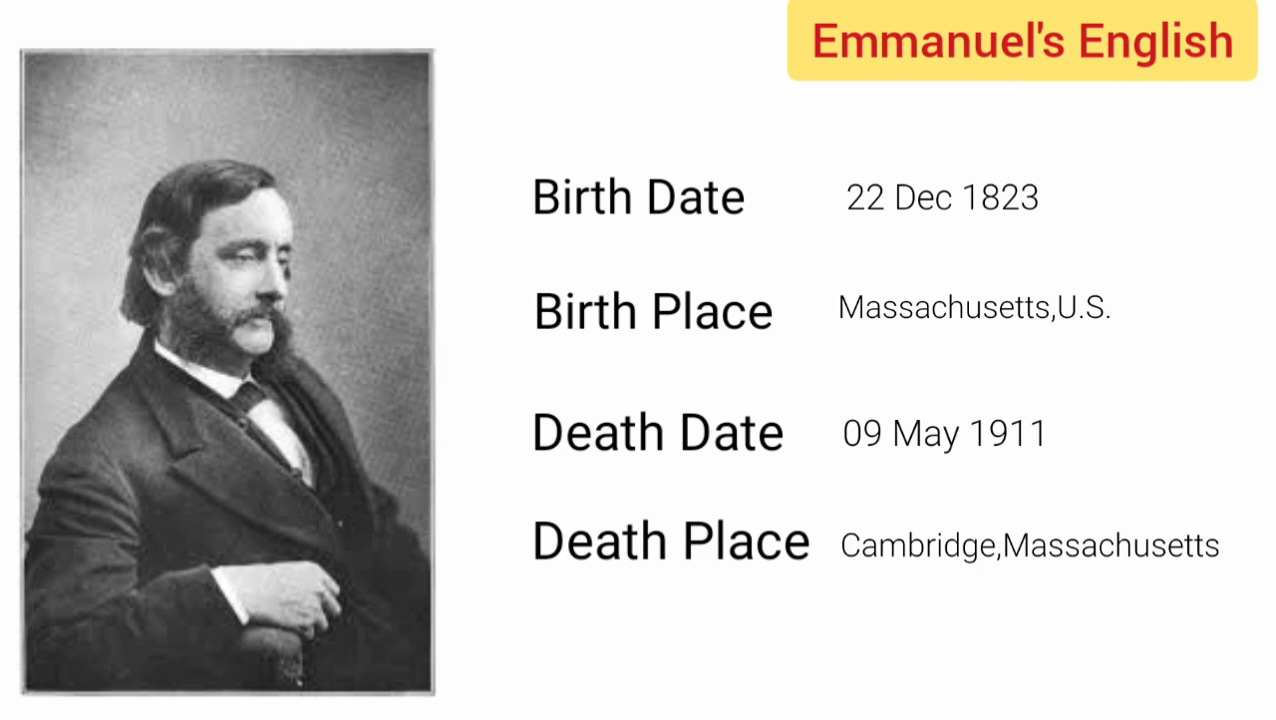 Emmanuel's English
Birth Date 22 Dec 1823
Birth Place Massachusetts,U.S.
Death Date 09 May 1911
Death Place Cambridge,Massachusetts